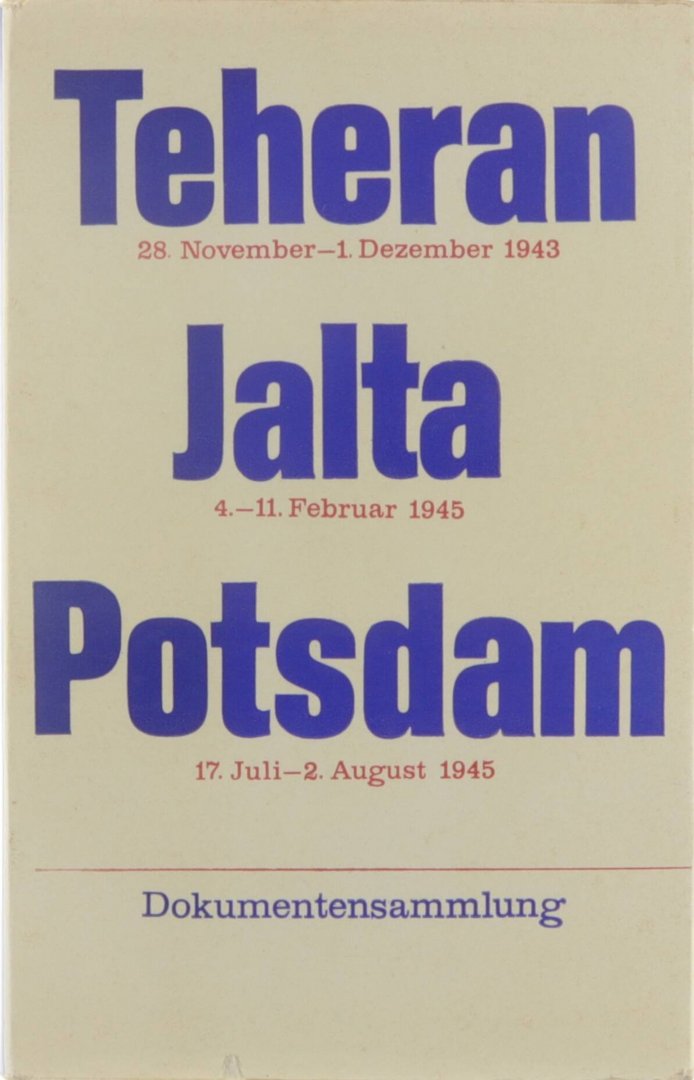 Teheran
28. November–1. Dezember 1943
Jalta
4.–11. Februar 1945
Potsdam
17. Juli–2. August 1945
Dokumentensammlung